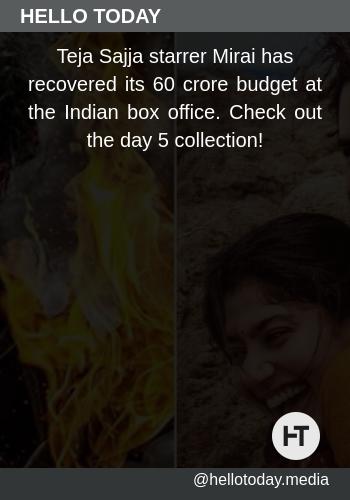 HELLO TODAY
Teja Sajja starrer Mirai has
recovered its 60 crore budget at
the Indian box office. Check out
the day 5 collection!
HT
@hellotoday.media